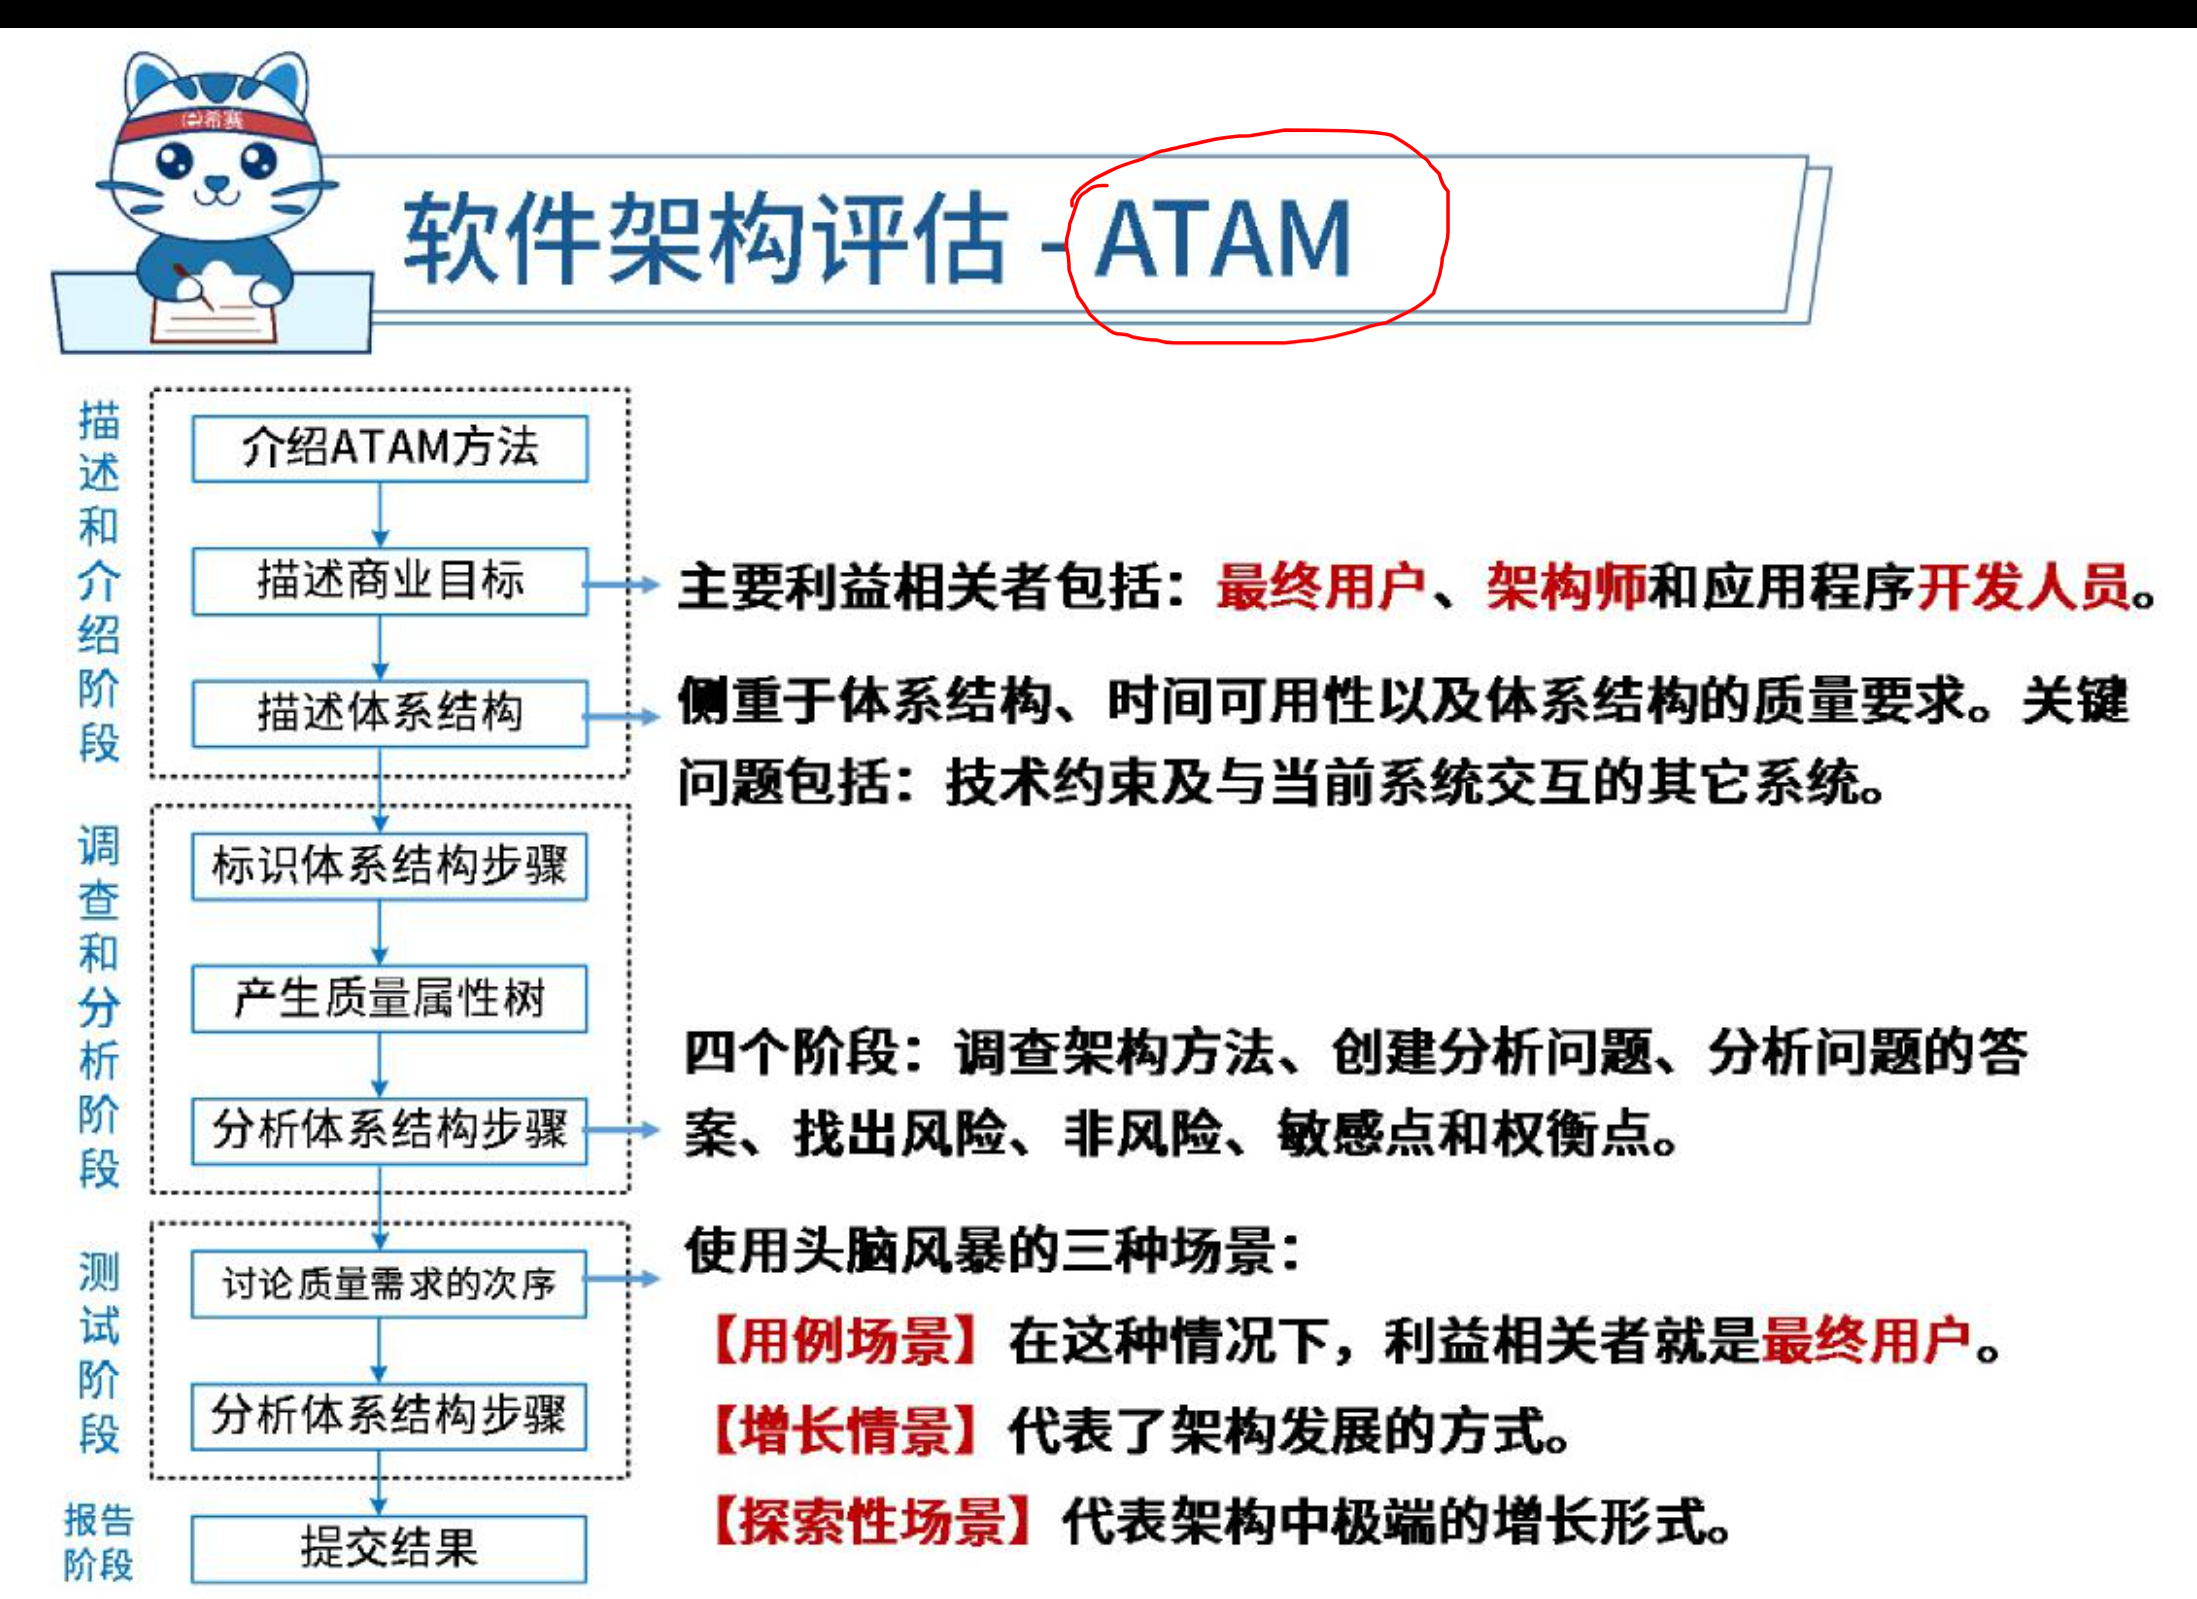 希赛
软件架构评估 - ATAM
描述和介绍阶段
介绍ATAM方法
描述商业目标
主要利益相关者包括：最终用户、架构师和应用程序开发人员。
描述体系结构
侧重于体系结构、时间可用性以及体系结构的质量要求。关键
问题包括：技术约束及与当前系统交互的其它系统。
调查和分析阶段
标识体系结构步骤
产生质量属性树
分析体系结构步骤
四个阶段：调查架构方法、创建分析问题、分析问题的答
案、找出风险、非风险、敏感点和权衡点。
测试阶段
讨论质量需求的次序
使用头脑风暴的三种场景：
【用例场景】在这种情况下，利益相关者就是最终用户。
分析体系结构步骤
【增长情景】代表了架构发展的方式。
【探索性场景】代表架构中极端的增长形式。
报告
阶段
提交结果